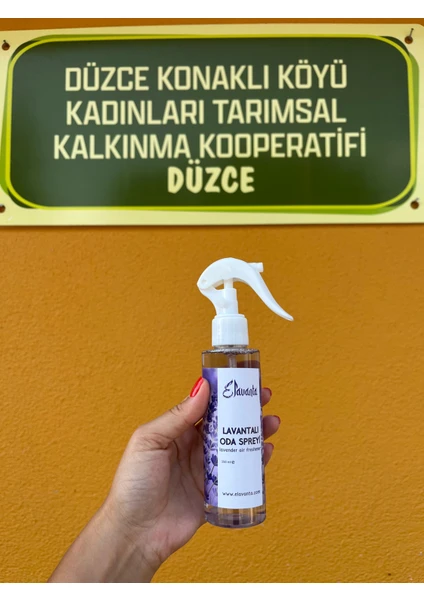 DÜZCE KONAKLI KÖYÜ
KADINLARI TARIMSAL
KALKINMA KOOPERATİFİ
DÜZCE
Elavanta
LAVANTALI
ODA SPREYİ
lavender air freshener
www.elavanta.com